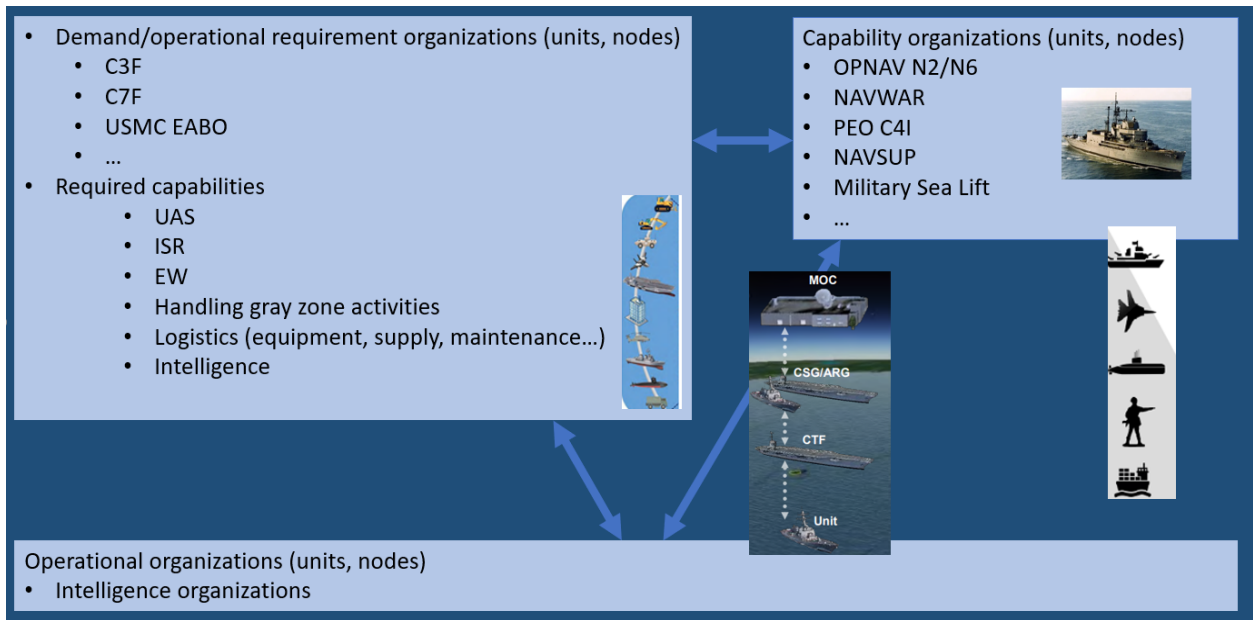 • Demand/operational requirement organizations (units, nodes)
• C3F
• C7F
• USMC EABO
• …
• Required capabilities
• UAS
• ISR
• EW
• Handling gray zone activities
• Logistics (equipment, supply, maintenance…)
• Intelligence
Capability organizations (units, nodes)
• OPNAV N2/N6
• NAVWAR
• PEO C4I
• NAVSUP
• Military Sea Lift
• …
MOC
CSG/ARG
CTF
Unit
Operational organizations (units, nodes)
• Intelligence organizations